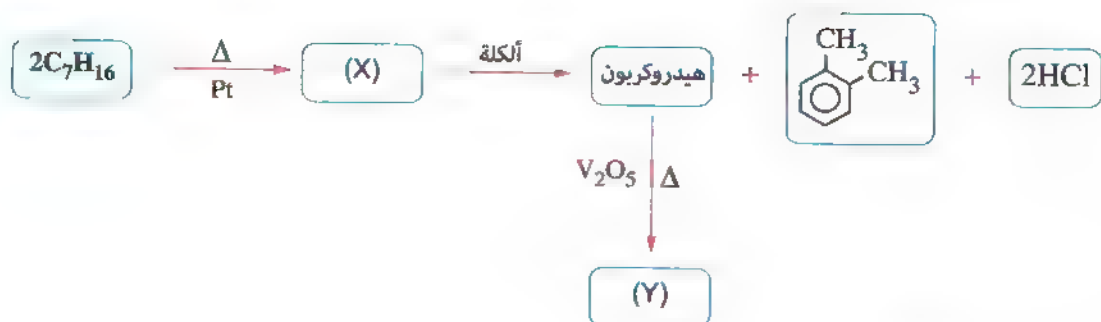 2C₇H₁₆
Δ
Pt
(X)
ألكلة
هيدروكربون
+
CH₃
CH₃
+
2HCl
V₂O₅
Δ
(Y)